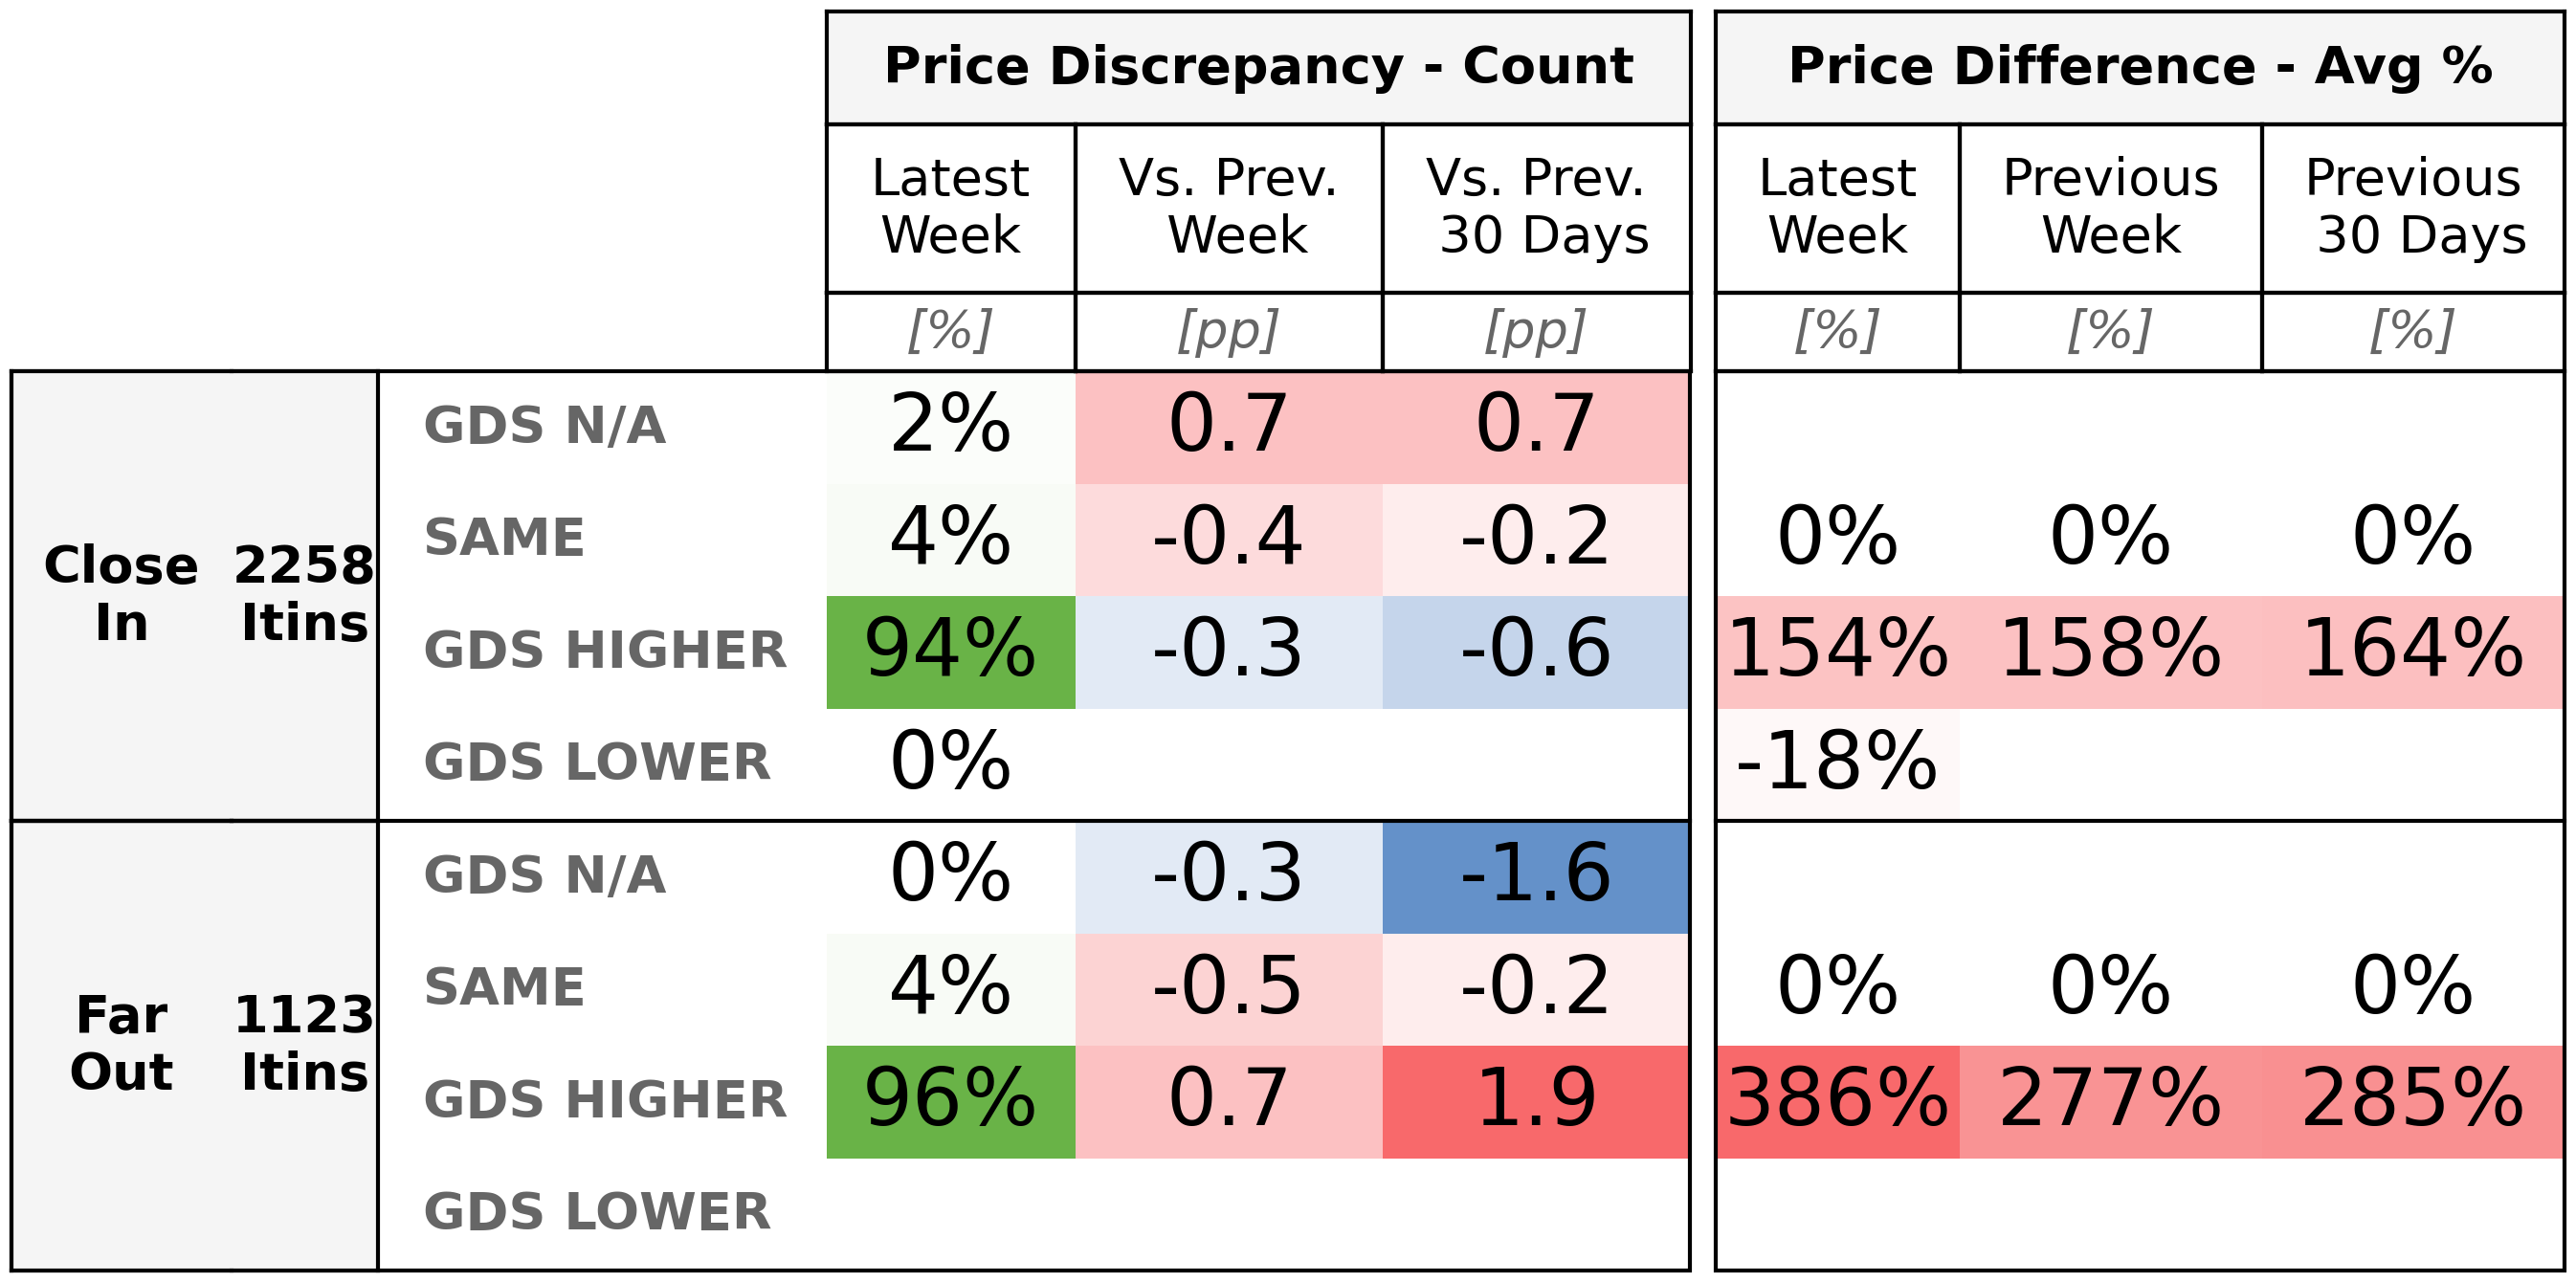 Price Discrepancy - Count Price Difference - Avg %
Latest Vs. Prev. Vs. Prev. Latest Previous Previous
Week Week 30 Days Week Week 30 Days
[%] [pp] [pp] [%] [%] [%]
Close In 2258 Itins
GDS N/A 2% 0.7 0.7
SAME 4% -0.4 -0.2 0% 0% 0%
GDS HIGHER 94% -0.3 -0.6 154% 158% 164%
GDS LOWER 0% -18%
Far Out 1123 Itins
GDS N/A 0% -0.3 -1.6
SAME 4% -0.5 -0.2 0% 0% 0%
GDS HIGHER 96% 0.7 1.9 386% 277% 285%
GDS LOWER